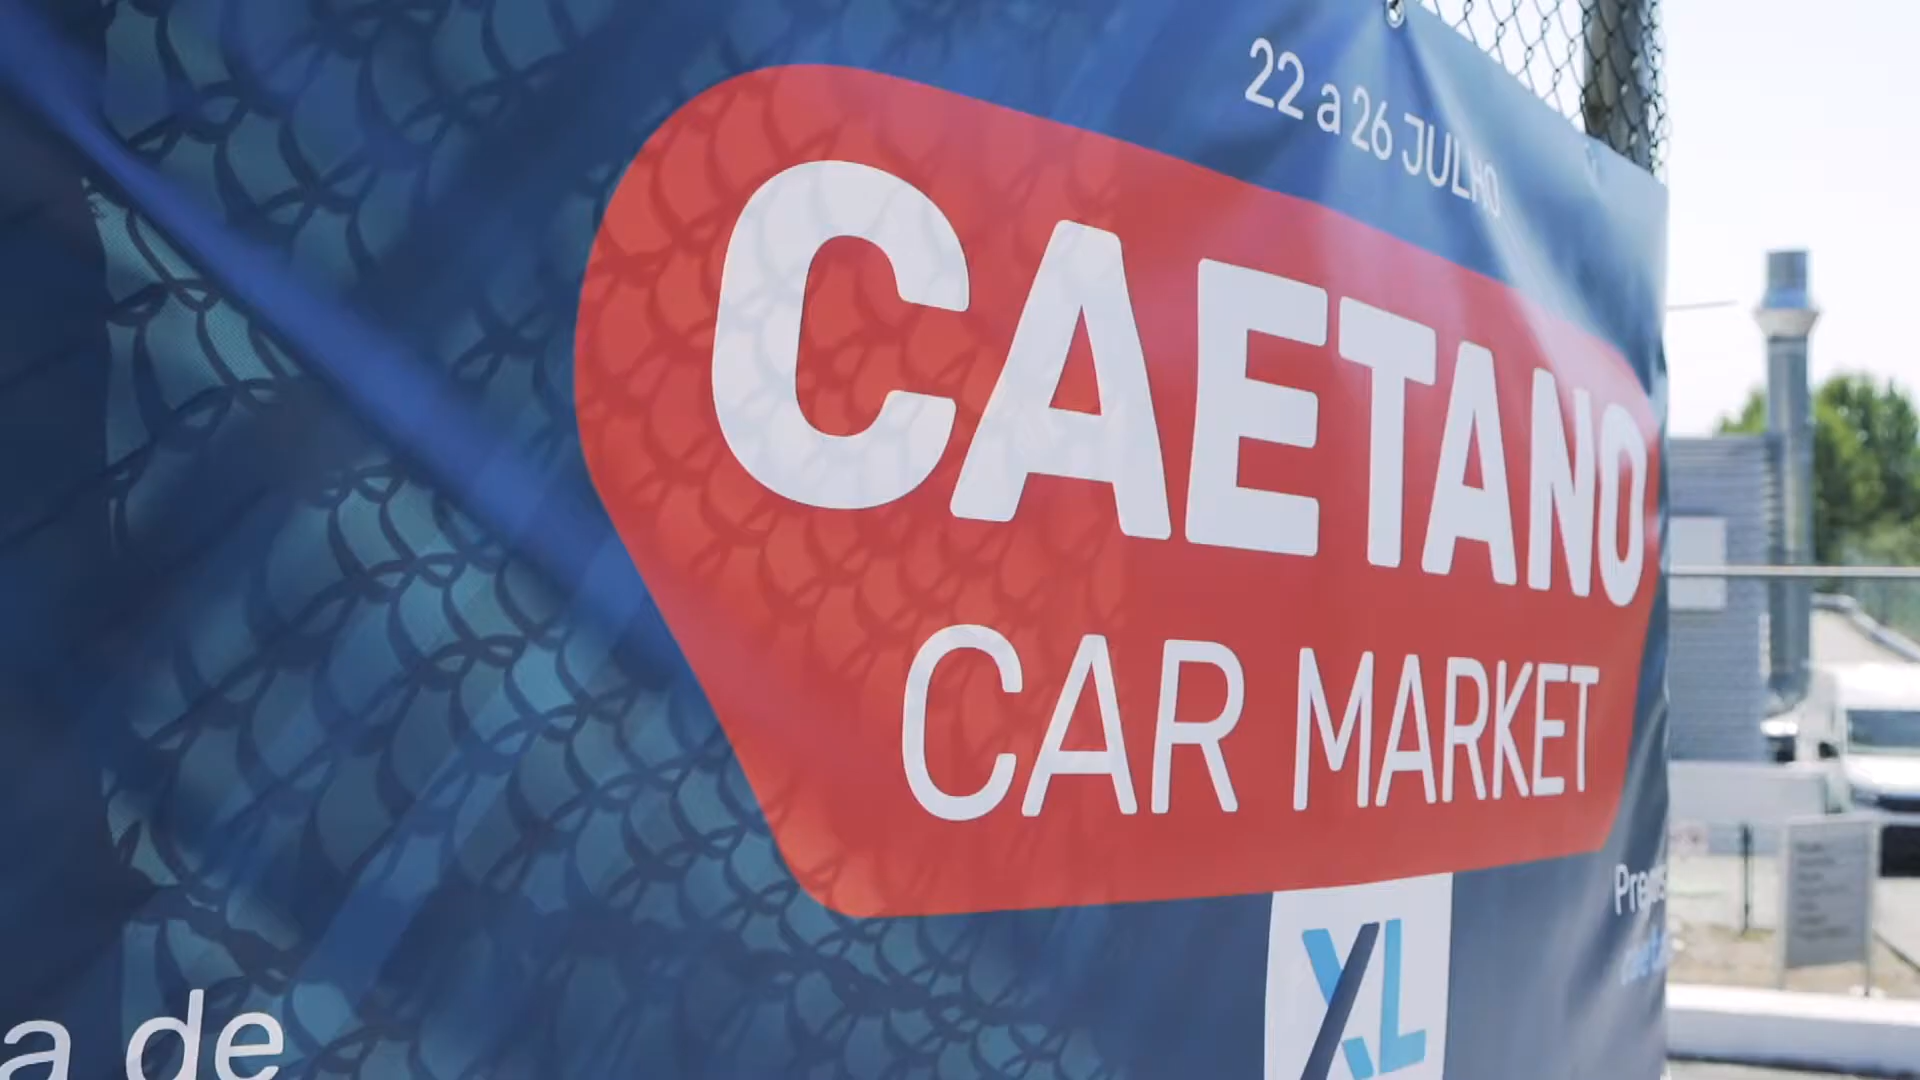 22 a 26 JULHO
CAETANO
CAR MARKET
XL
a de